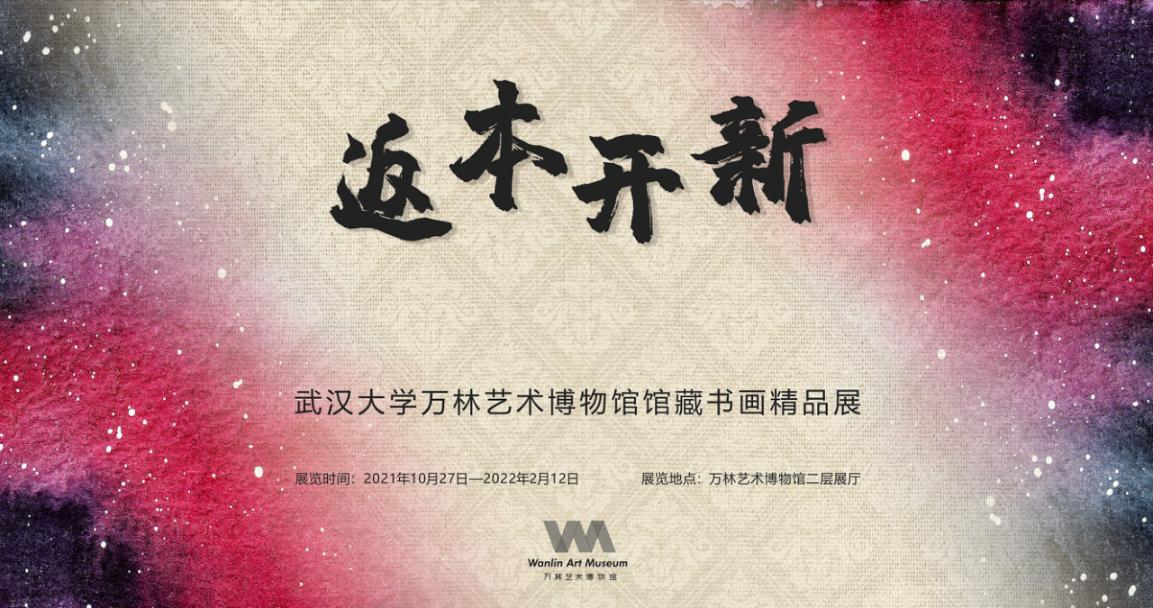 返本开新
武汉大学万林艺术博物馆馆藏书画精品展
展览时间：2021年10月27日—2022年2月12日
展览地点：万林艺术博物馆二层展厅
Wanlin Art Museum
万林艺术博物馆